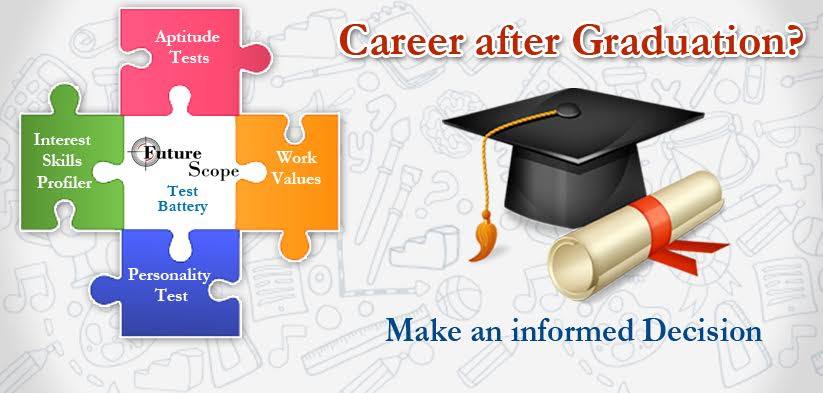 Career after Graduation?
Aptitude
Tests
Interest
Skills
Profiler
Future
Scope
Test
Battery
Work
Values
Personality
Test
Make an informed Decision